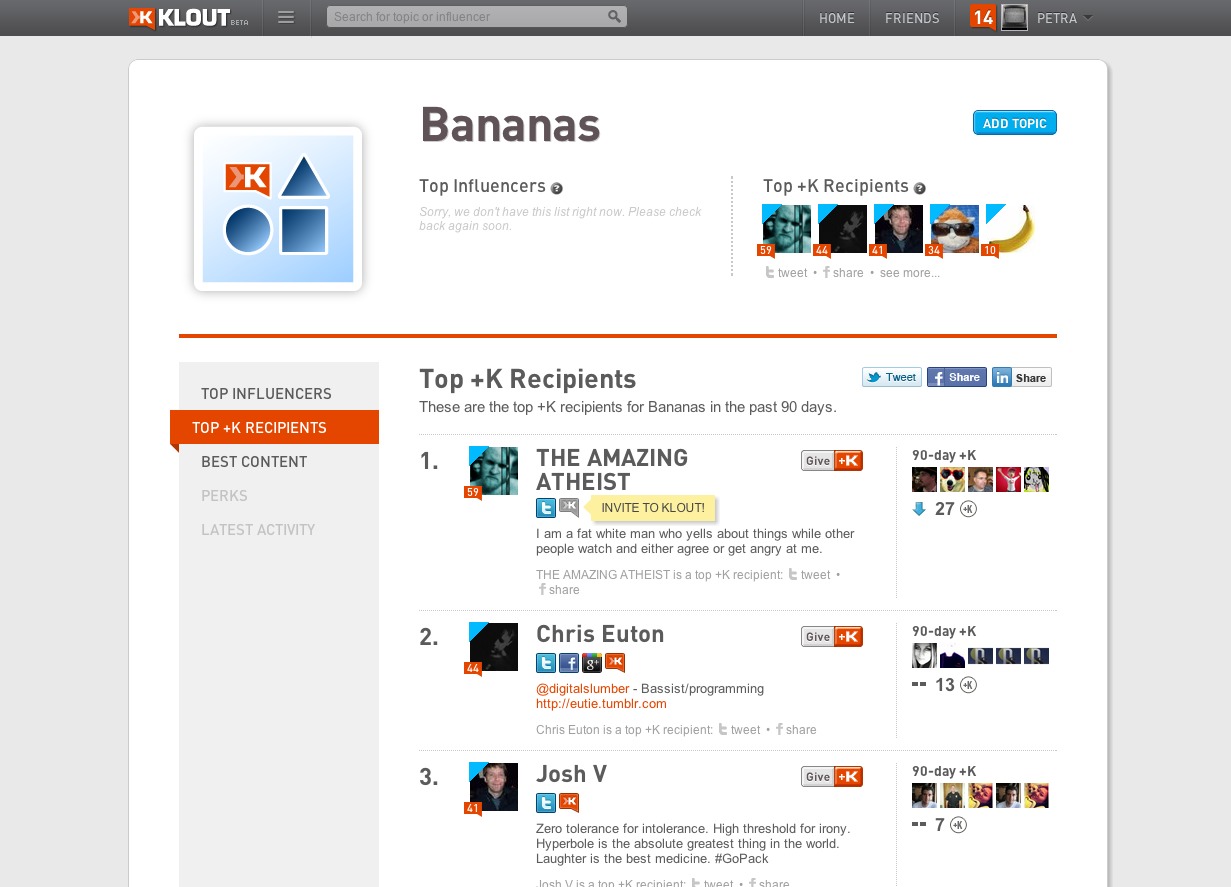 KLOUT BETA
Search for topic or influencer
HOME
FRIENDS
14
PETRA
Bananas
ADD TOPIC
K
Top Influencers ?
Sorry, we don't have this list right now. Please check
back again soon.
Top +K Recipients ?
59 44 41 34 10
tweet • f share • see more...
TOP INFLUENCERS
TOP +K RECIPIENTS
BEST CONTENT
PERKS
LATEST ACTIVITY
Top +K Recipients
Tweet
f Share
in Share
These are the top +K recipients for Bananas in the past 90 days.
1.
59
THE AMAZING
ATHEIST
INVITE TO KLOUT!
I am a fat white man who yells about things while other
people watch and either agree or get angry at me.
THE AMAZING ATHEIST is a top +K recipient: t tweet •
f share
Give +K
90-day +K
27 +K
2.
44
Chris Euton
t f g+ K
@digitalslumber - Bassist/programming
http://eutie.tumblr.com
Chris Euton is a top +K recipient: t tweet • f share
Give +K
90-day +K
-- 13 +K
3.
41
Josh V
t K
Zero tolerance for intolerance. High threshold for irony.
Hyperbole is the absolute greatest thing in the world.
Laughter is the best medicine. #GoPack
Josh V is a top +K recipient: t tweet • f share
Give +K
90-day +K
-- 7 +K